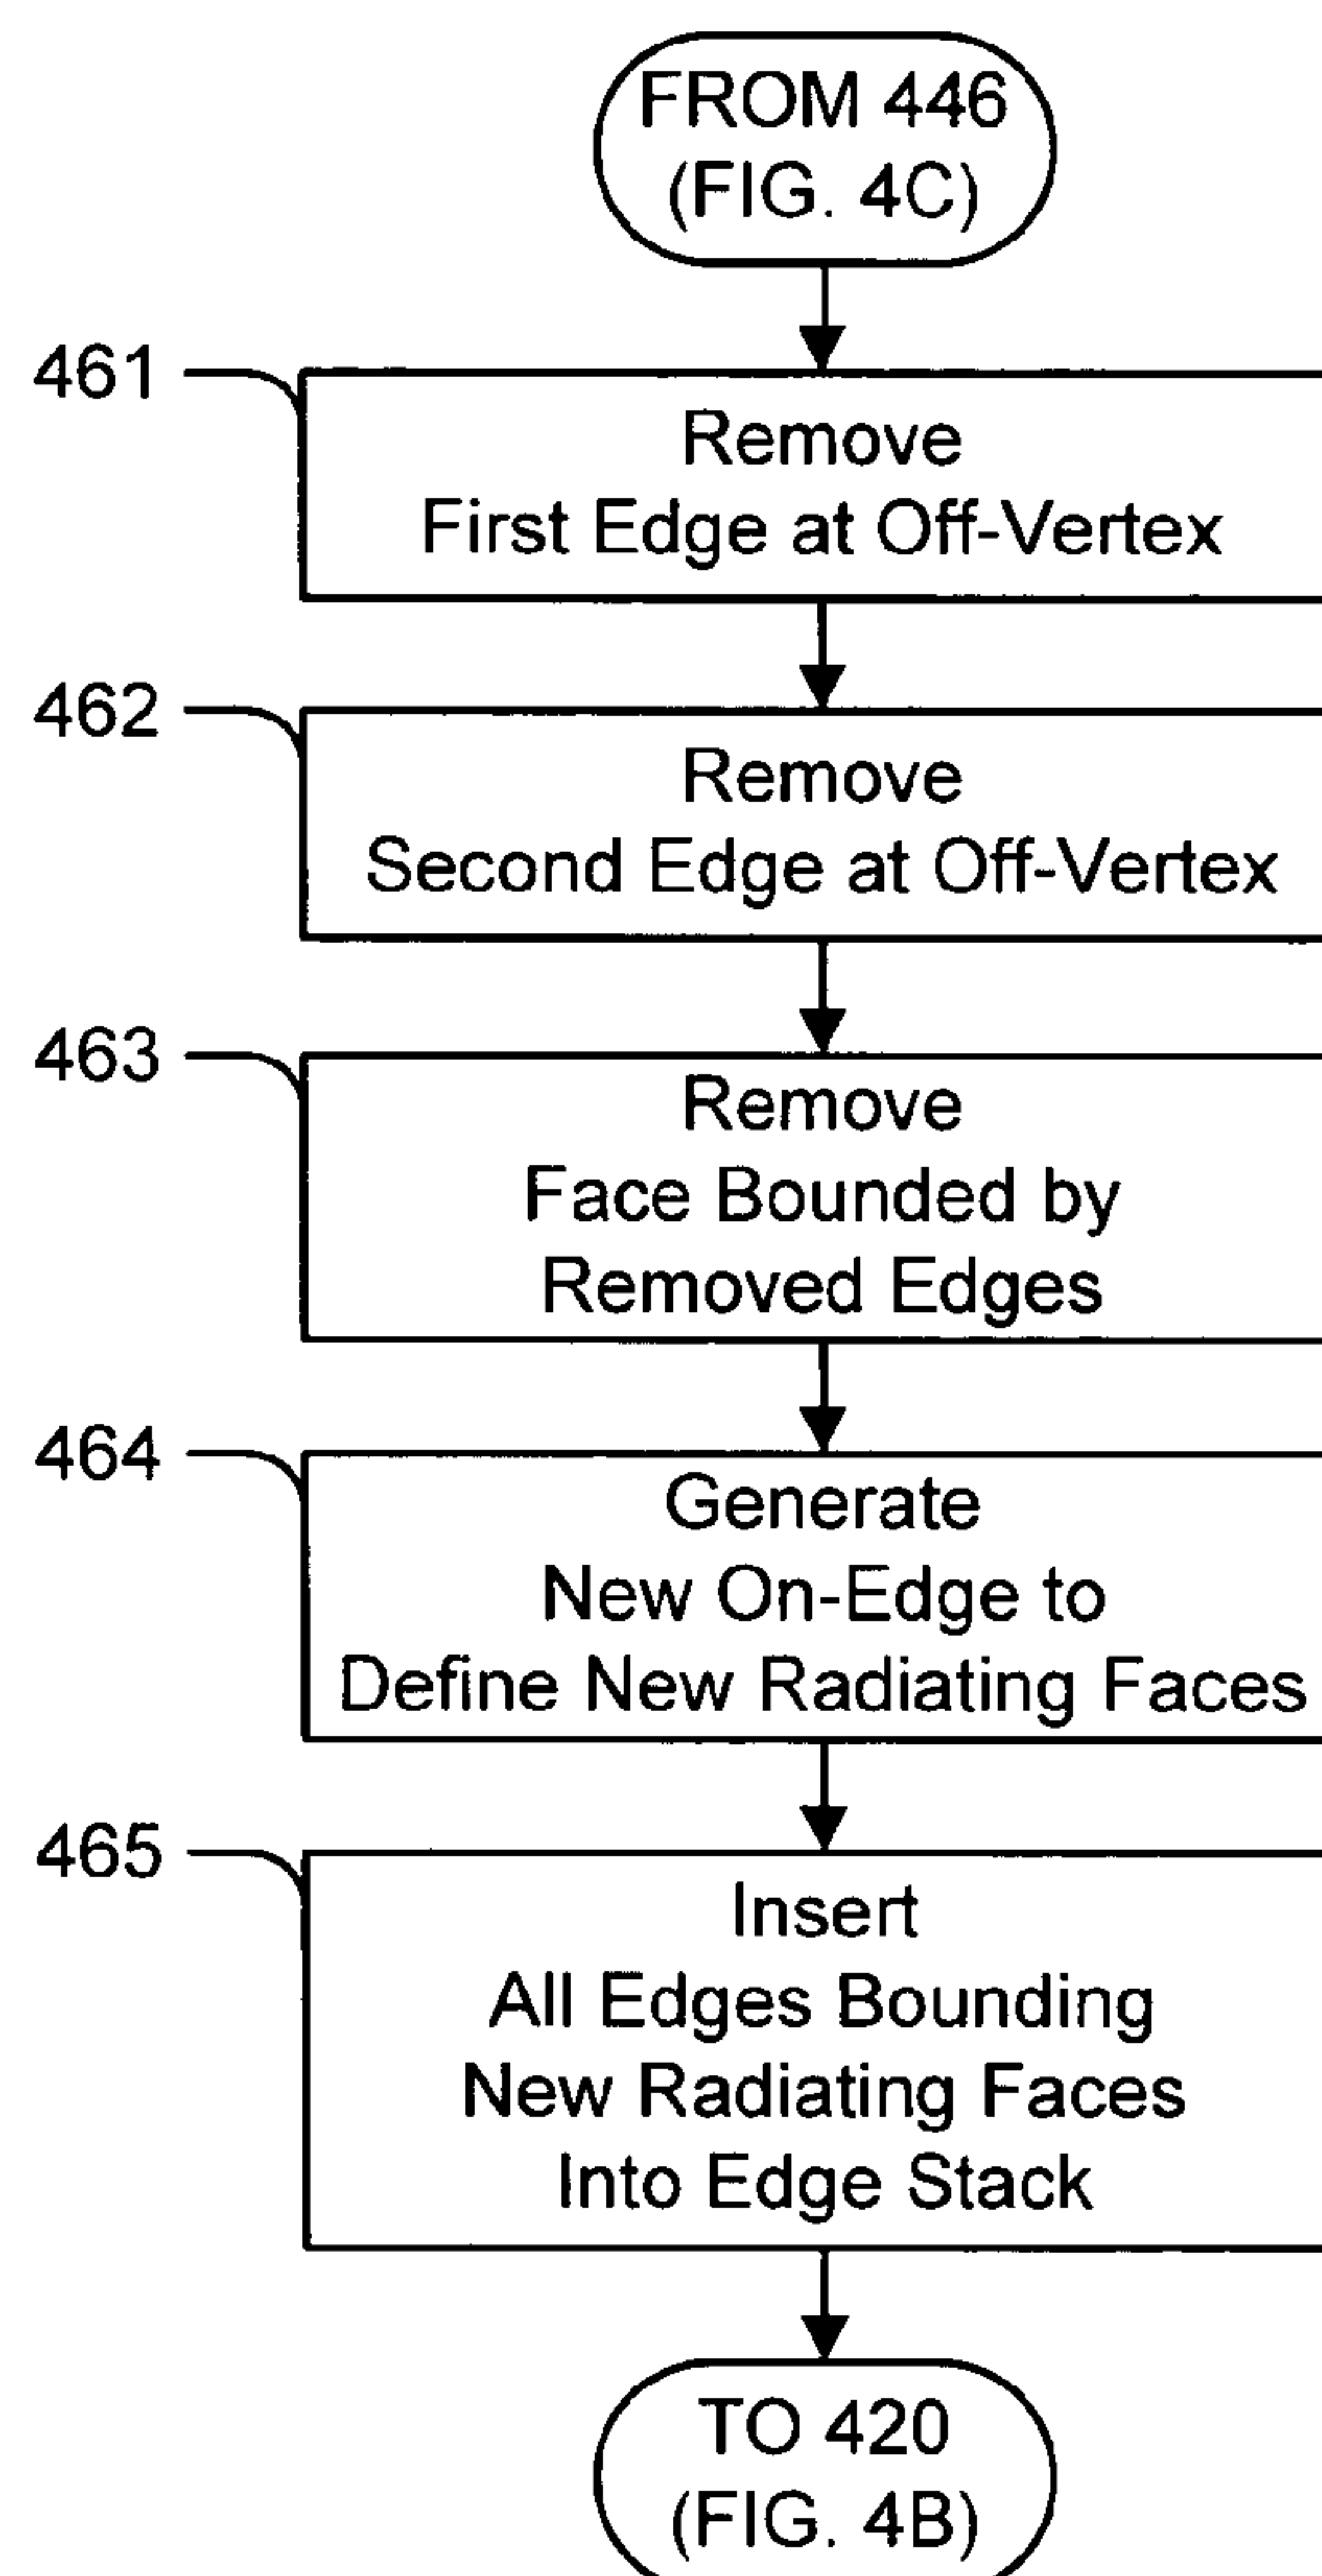 FROM 446
(FIG. 4C)
461
Remove
First Edge at Off-Vertex
462
Remove
Second Edge at Off-Vertex
463
Remove
Face Bounded by
Removed Edges
464
Generate
New On-Edge to
Define New Radiating Faces
465
Insert
All Edges Bounding
New Radiating Faces
Into Edge Stack
TO 420
(FIG. 4B)